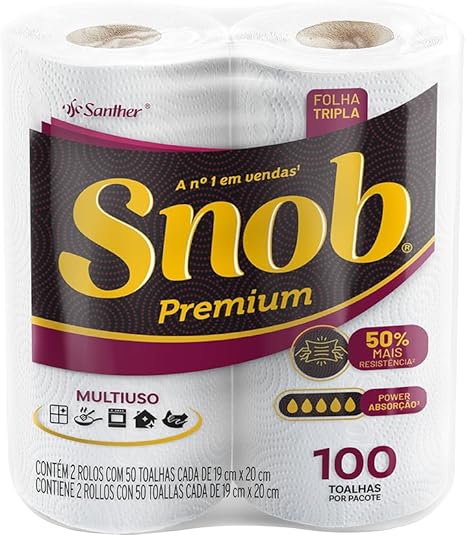 Santher®
FOLHA
TRIPLA
A nº 1 em vendas¹
Snob®
Premium
50%
MAIS
RESISTÊNCIA²
POWER
ABSORÇÃO³
MULTIUSO
CONTÉM 2 ROLOS COM 50 TOALHAS CADA DE 19 cm x 20 cm
CONTIENE 2 ROLLOS CON 50 TOALLAS CADA DE 19 cm x 20 cm
100
TOALHAS
POR PACOTE